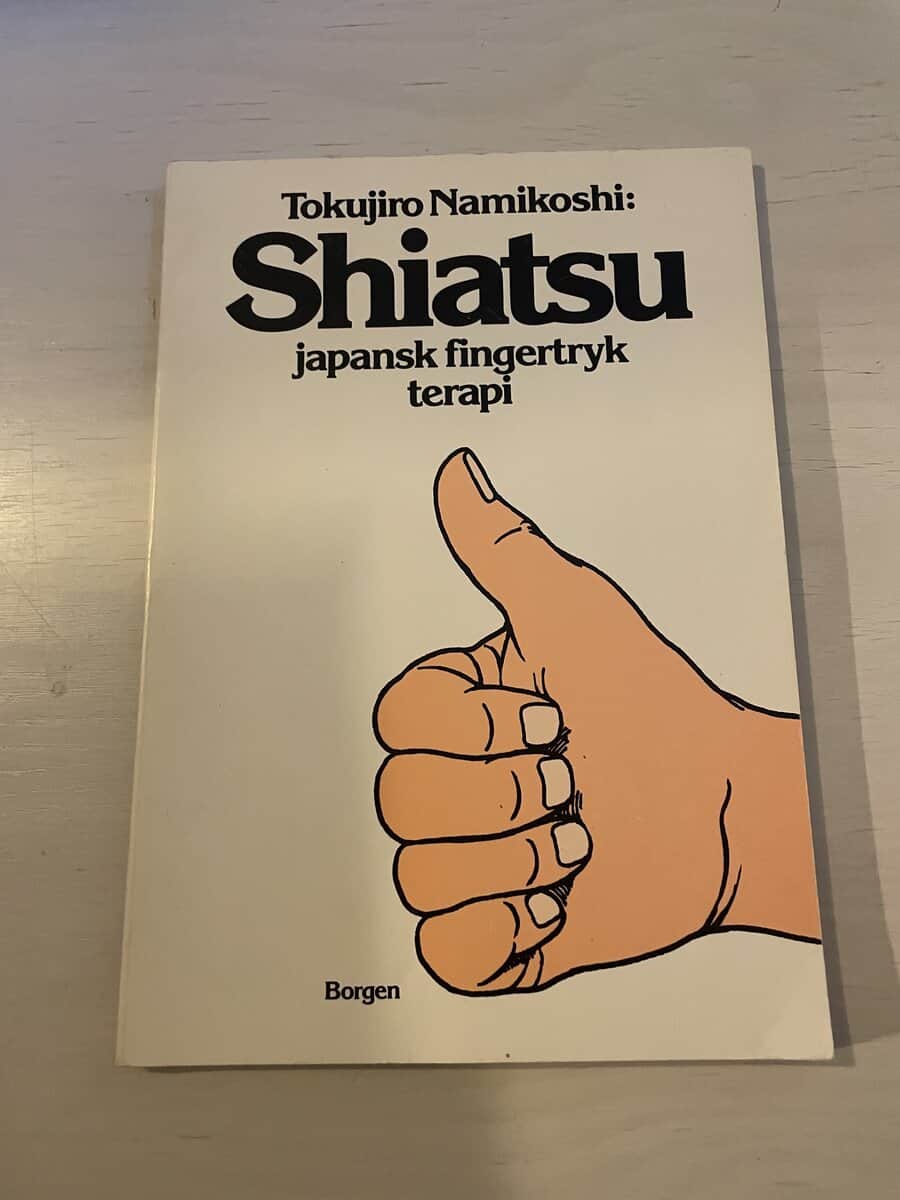 Tokujiro Namikoshi:
Shiatsu
japansk fingertryk
terapi
Borgen